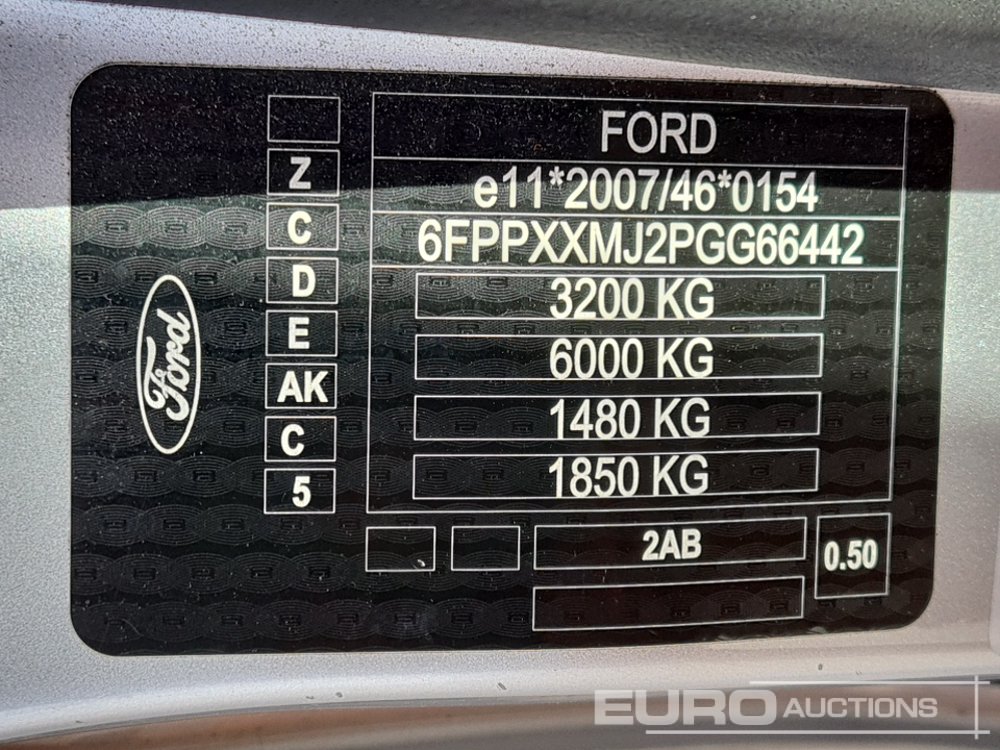 FORD
e11*2007/46*0154
6FPPXXMJ2PGG66442
3200 KG
6000 KG
1480 KG
1850 KG
Z
C
D
E
AK
C
5
Ford
2AB
0.50
EURO AUCTIONS